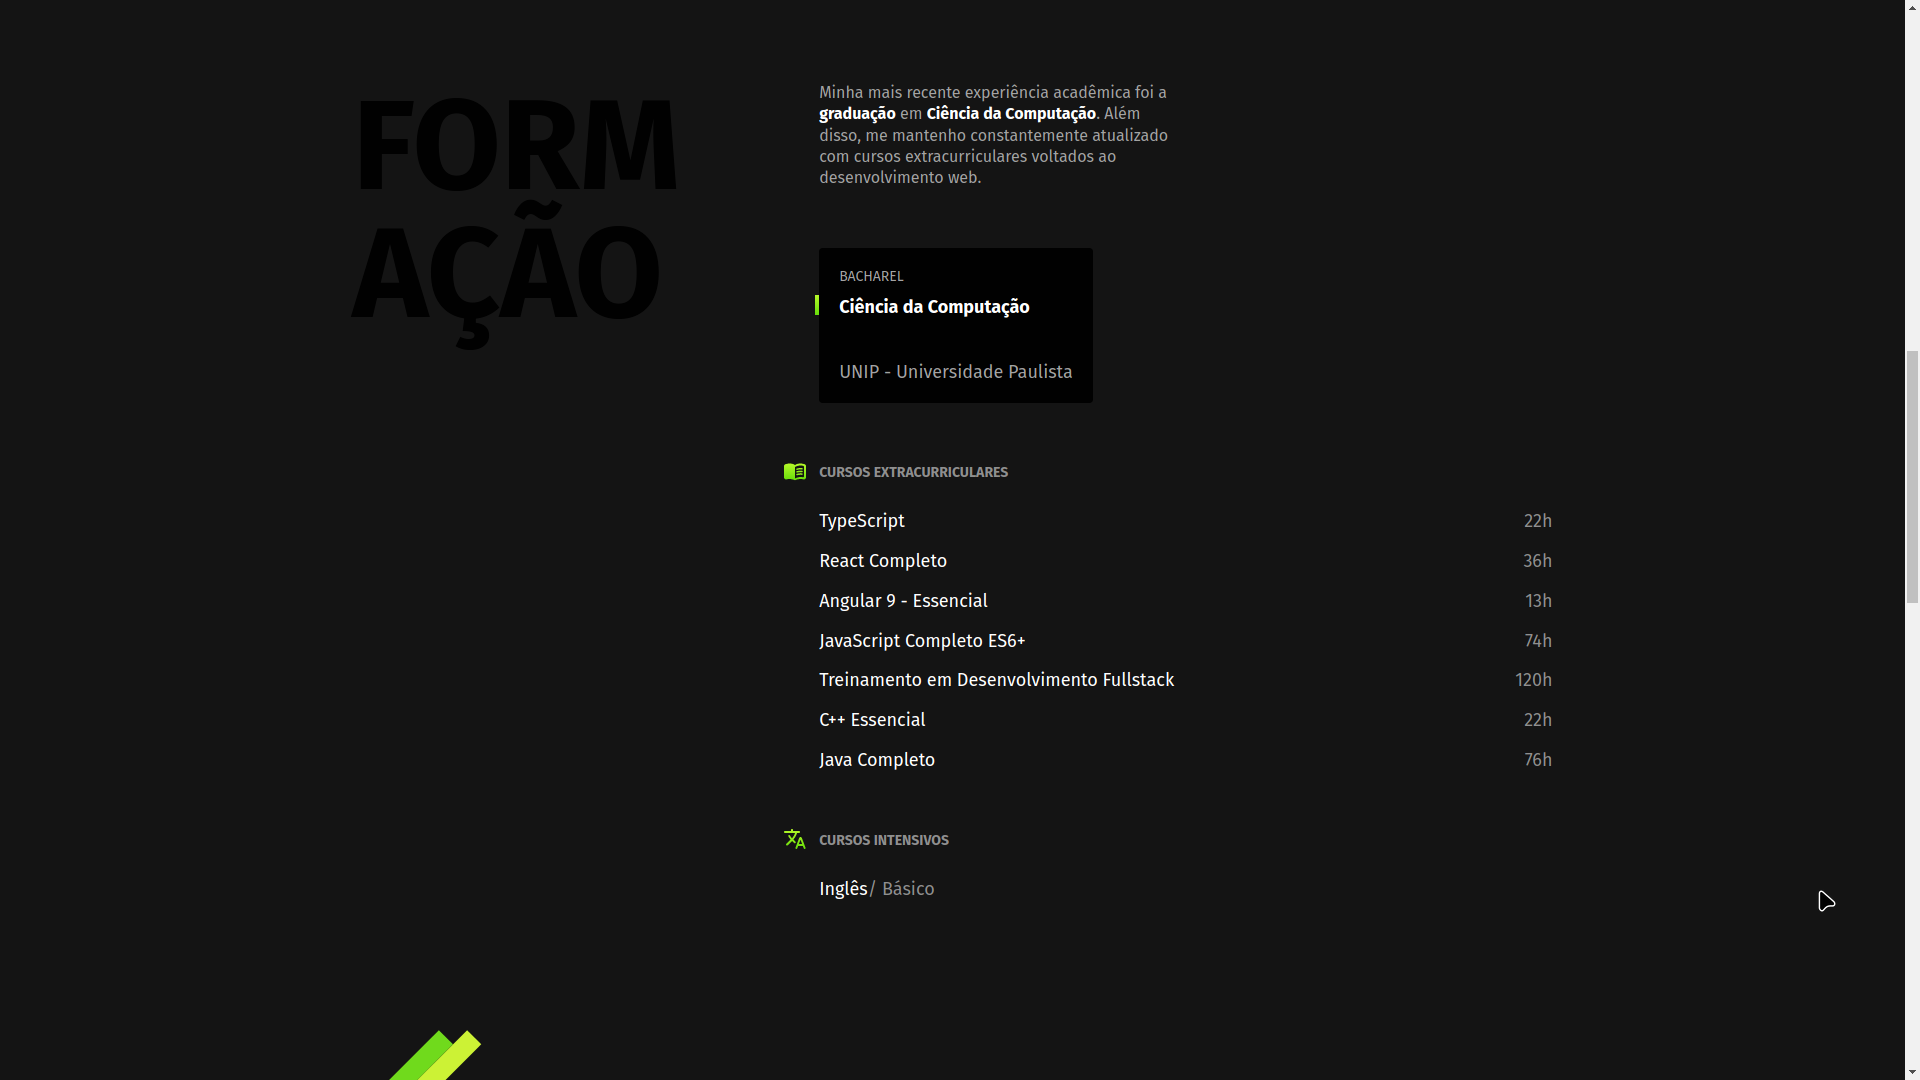 FORM
AÇÃO
Minha mais recente experiência acadêmica foi a
graduação em Ciência da Computação. Além
disso, me mantenho constantemente atualizado
com cursos extracurriculares voltados ao
desenvolvimento web.
BACHAREL
Ciência da Computação
UNIP - Universidade Paulista
CURSOS EXTRACURRICULARES
TypeScript 22h
React Completo 36h
Angular 9 - Essencial 13h
JavaScript Completo ES6+ 74h
Treinamento em Desenvolvimento Fullstack 120h
C++ Essencial 22h
Java Completo 76h
CURSOS INTENSIVOS
Inglês/ Básico